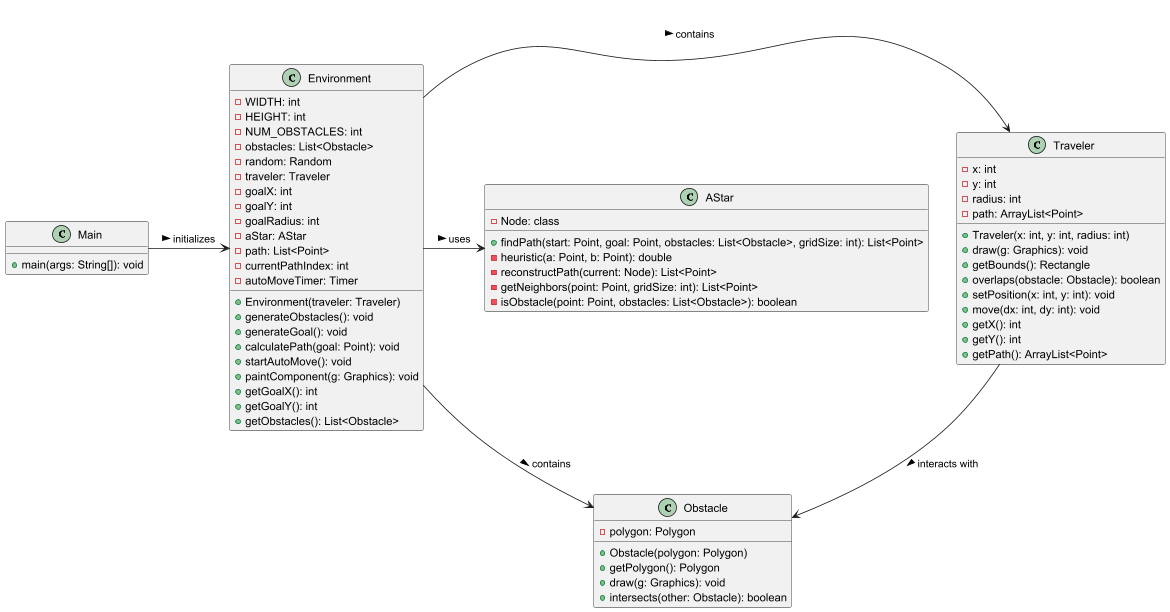 Main
main(args: String[]): void
initializes
Environment
WIDTH: int
HEIGHT: int
NUM_OBSTACLES: int
obstacles: List<Obstacle>
random: Random
traveler: Traveler
goalX: int
goalY: int
goalRadius: int
aStar: AStar
path: List<Point>
currentPathIndex: int
autoMoveTimer: Timer
Environment(traveler: Traveler)
generateObstacles(): void
generateGoal(): void
calculatePath(goal: Point): void
startAutoMove(): void
paintComponent(g: Graphics): void
getGoalX(): int
getGoalY(): int
getObstacles(): List<Obstacle>
contains
uses
contains
AStar
Node: class
findPath(start: Point, goal: Point, obstacles: List<Obstacle>, gridSize: int): List<Point>
heuristic(a: Point, b: Point): double
reconstructPath(current: Node): List<Point>
getNeighbors(point: Point, gridSize: int): List<Point>
isObstacle(point: Point, obstacles: List<Obstacle>): boolean
Traveler
x: int
y: int
radius: int
path: ArrayList<Point>
Traveler(x: int, y: int, radius: int)
draw(g: Graphics): void
getBounds(): Rectangle
overlaps(obstacle: Obstacle): boolean
setPosition(x: int, y: int): void
move(dx: int, dy: int): void
getX(): int
getY(): int
getPath(): ArrayList<Point>
interacts with
Obstacle
polygon: Polygon
Obstacle(polygon: Polygon)
getPolygon(): Polygon
draw(g: Graphics): void
intersects(other: Obstacle): boolean